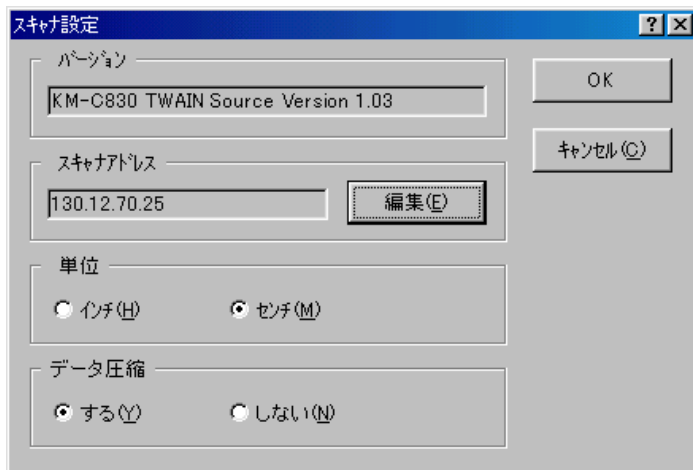 スキャナ設定
バージョン
KM-C830 TWAIN Source Version 1.03
OK
キャンセル(C)
スキャナアドレス
130.12.70.25
編集(E)
単位
インチ(H)
センチ(M)
データ圧縮
する(Y)
しない(N)